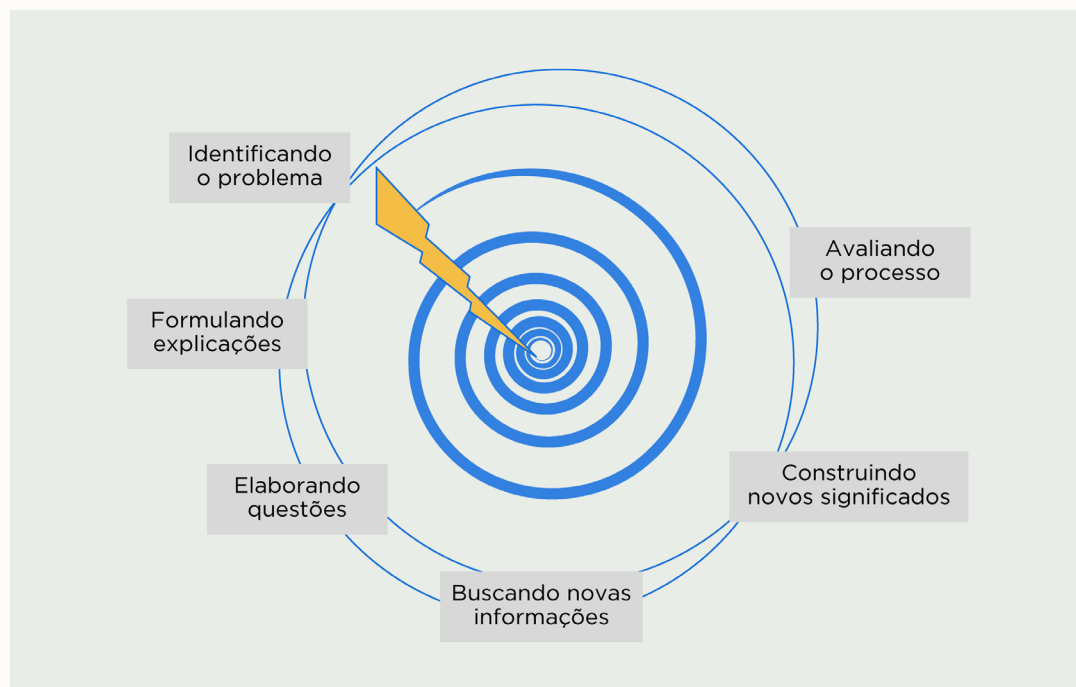 Identificando
o problema
Formulando
explicações
Elaborando
questões
Buscando novas
informações
Construindo
novos significados
Avaliando
o processo